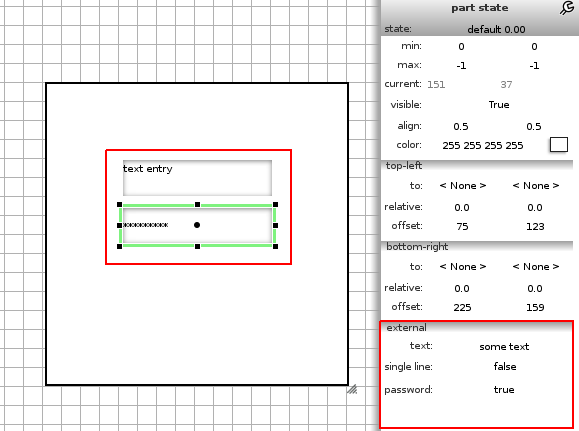 part state
state: default 0.00
min: 0 0
max: -1 -1
current: 151 37
visible: True
align: 0.5 0.5
color: 255 255 255 255
top-left
to: < None > < None >
relative: 0.0 0.0
offset: 75 123
bottom-right
to: < None > < None >
relative: 0.0 0.0
offset: 225 159
external
text: some text
single line: false
password: true
text entry
**********